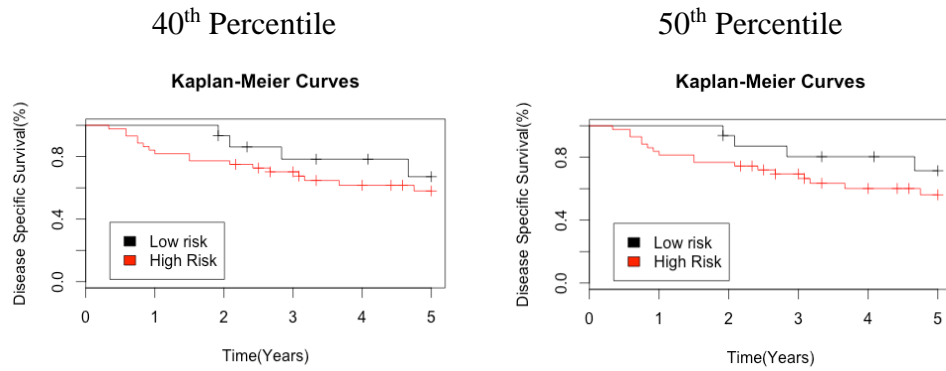 40th Percentile
Kaplan-Meier Curves
Disease Specific Survival(%)
0.8
0.4
0.0
Low risk
High Risk
0 1 2 3 4 5
Time(Years)
50th Percentile
Kaplan-Meier Curves
Disease Specific Survival(%)
0.8
0.4
0.0
Low risk
High Risk
0 1 2 3 4 5
Time(Years)